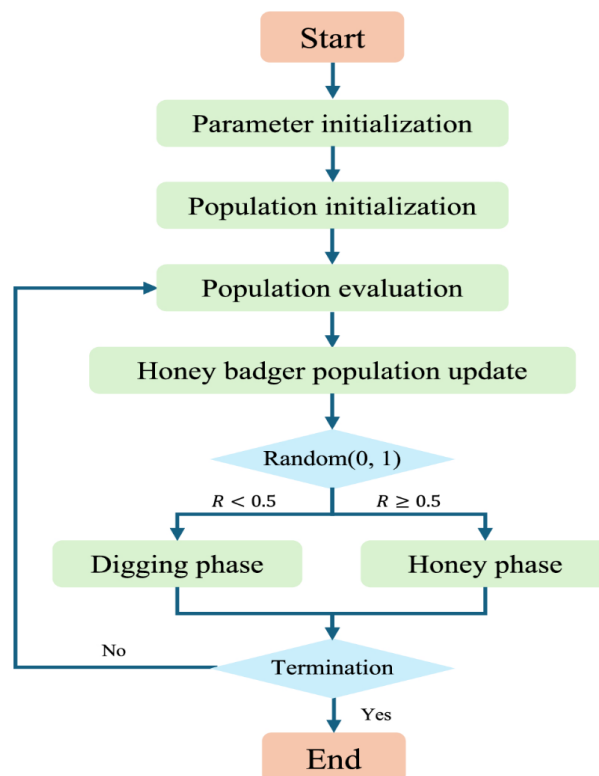 Start
Parameter initialization
Population initialization
Population evaluation
Honey badger population update
Random(0, 1)
R < 0.5
R ≥ 0.5
Digging phase
Honey phase
No
Termination
Yes
End